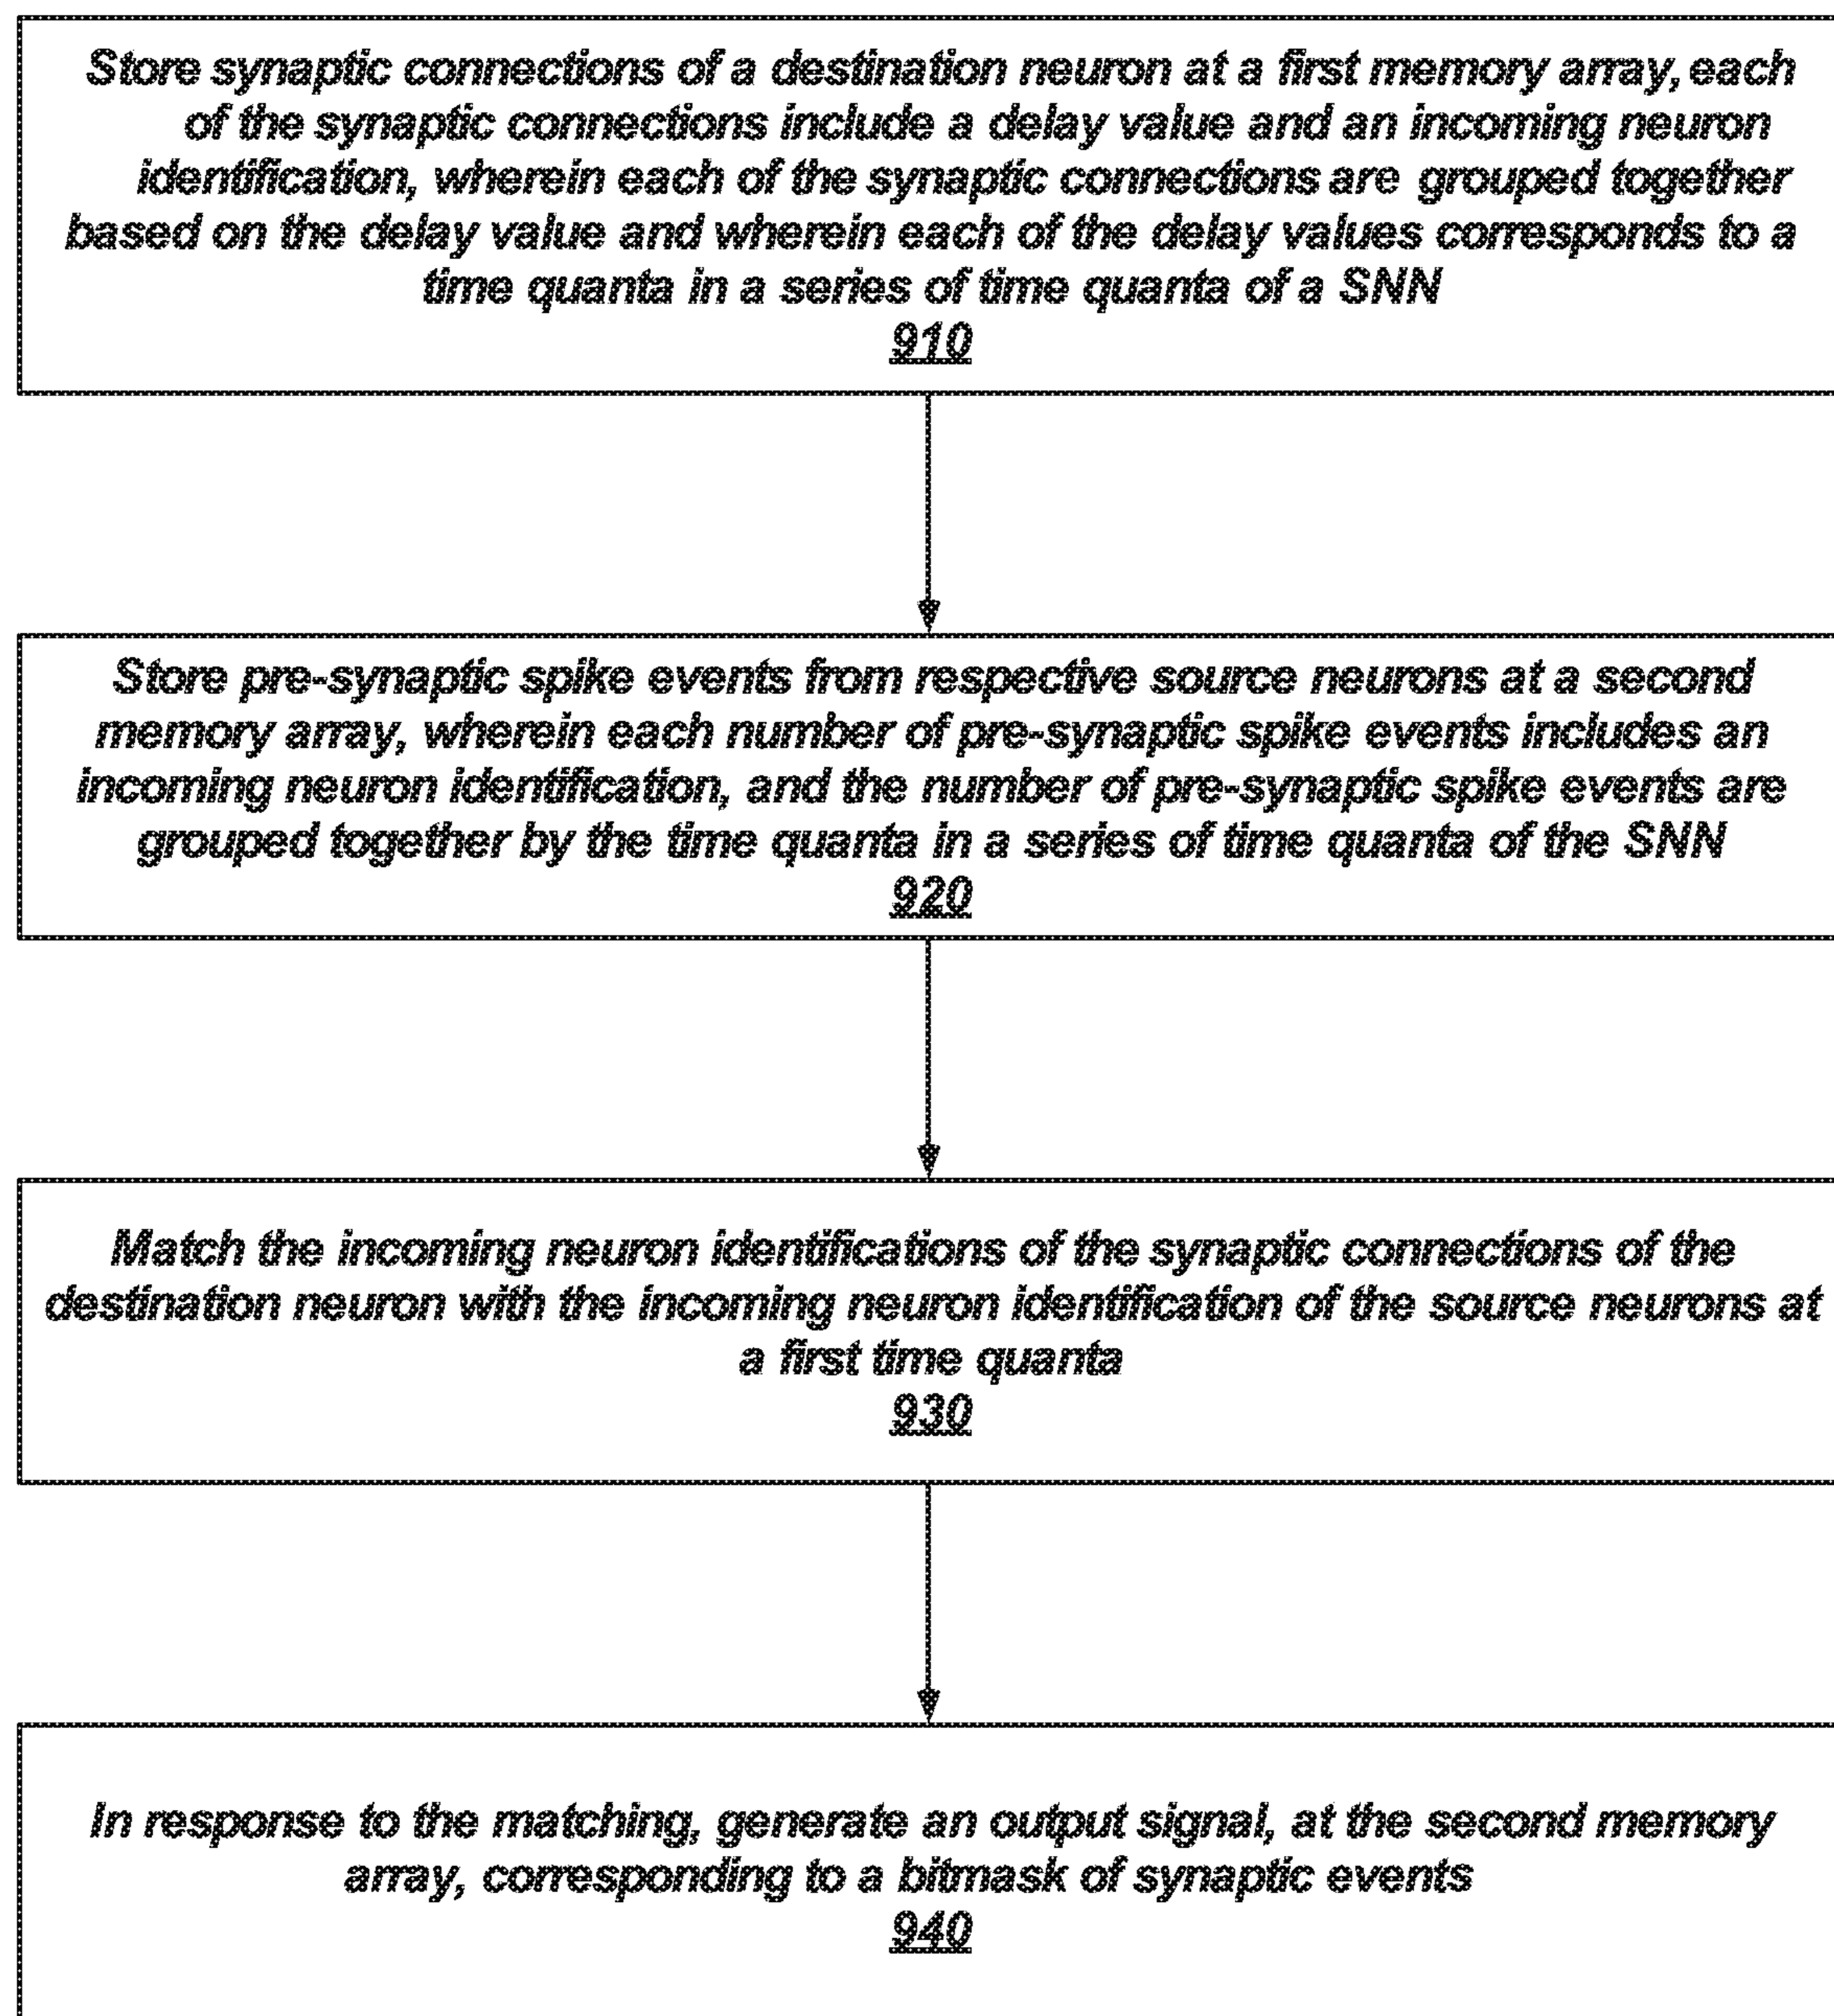 Store synaptic connections of a destination neuron at a first memory array, each
of the synaptic connections include a delay value and an incoming neuron
identification, wherein each of the synaptic connections are grouped together
based on the delay value and wherein each of the delay values corresponds to a
time quanta in a series of time quanta of a SNN
910
Store pre-synaptic spike events from respective source neurons at a second
memory array, wherein each number of pre-synaptic spike events includes an
incoming neuron identification, and the number of pre-synaptic spike events are
grouped together by the time quanta in a series of time quanta of the SNN
920
Match the incoming neuron identifications of the synaptic connections of the
destination neuron with the incoming neuron identification of the source neurons at
a first time quanta
930
In response to the matching, generate an output signal, at the second memory
array, corresponding to a bitmask of synaptic events
940